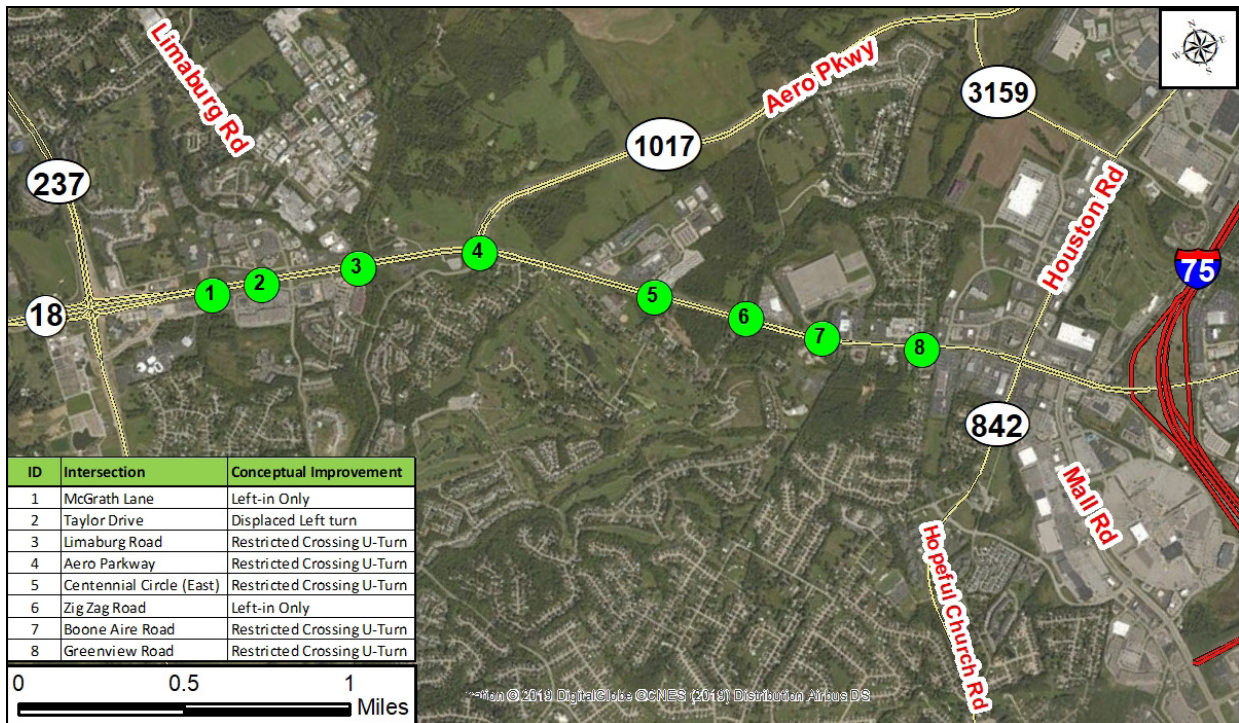 Limaburg Rd
Aero Pkwy
N
W E
S
3159
1017
237
Houston Rd
75
18
1
2
3
4
5
6
7
8
842
Mall Rd
Hopeful Church Rd
ID Intersection Conceptual Improvement
1 McGrath Lane Left-in Only
2 Taylor Drive Displaced Left turn
3 Limaburg Road Restricted Crossing U-Turn
4 Aero Parkway Restricted Crossing U-Turn
5 Centennial Circle (East) Restricted Crossing U-Turn
6 Zig Zag Road Left-in Only
7 Boone Aire Road Restricted Crossing U-Turn
8 Greenview Road Restricted Crossing U-Turn
0 0.5 1
Miles
© 2019 DigitalGlobe ©CNES (2019) Distribution Airbus DS